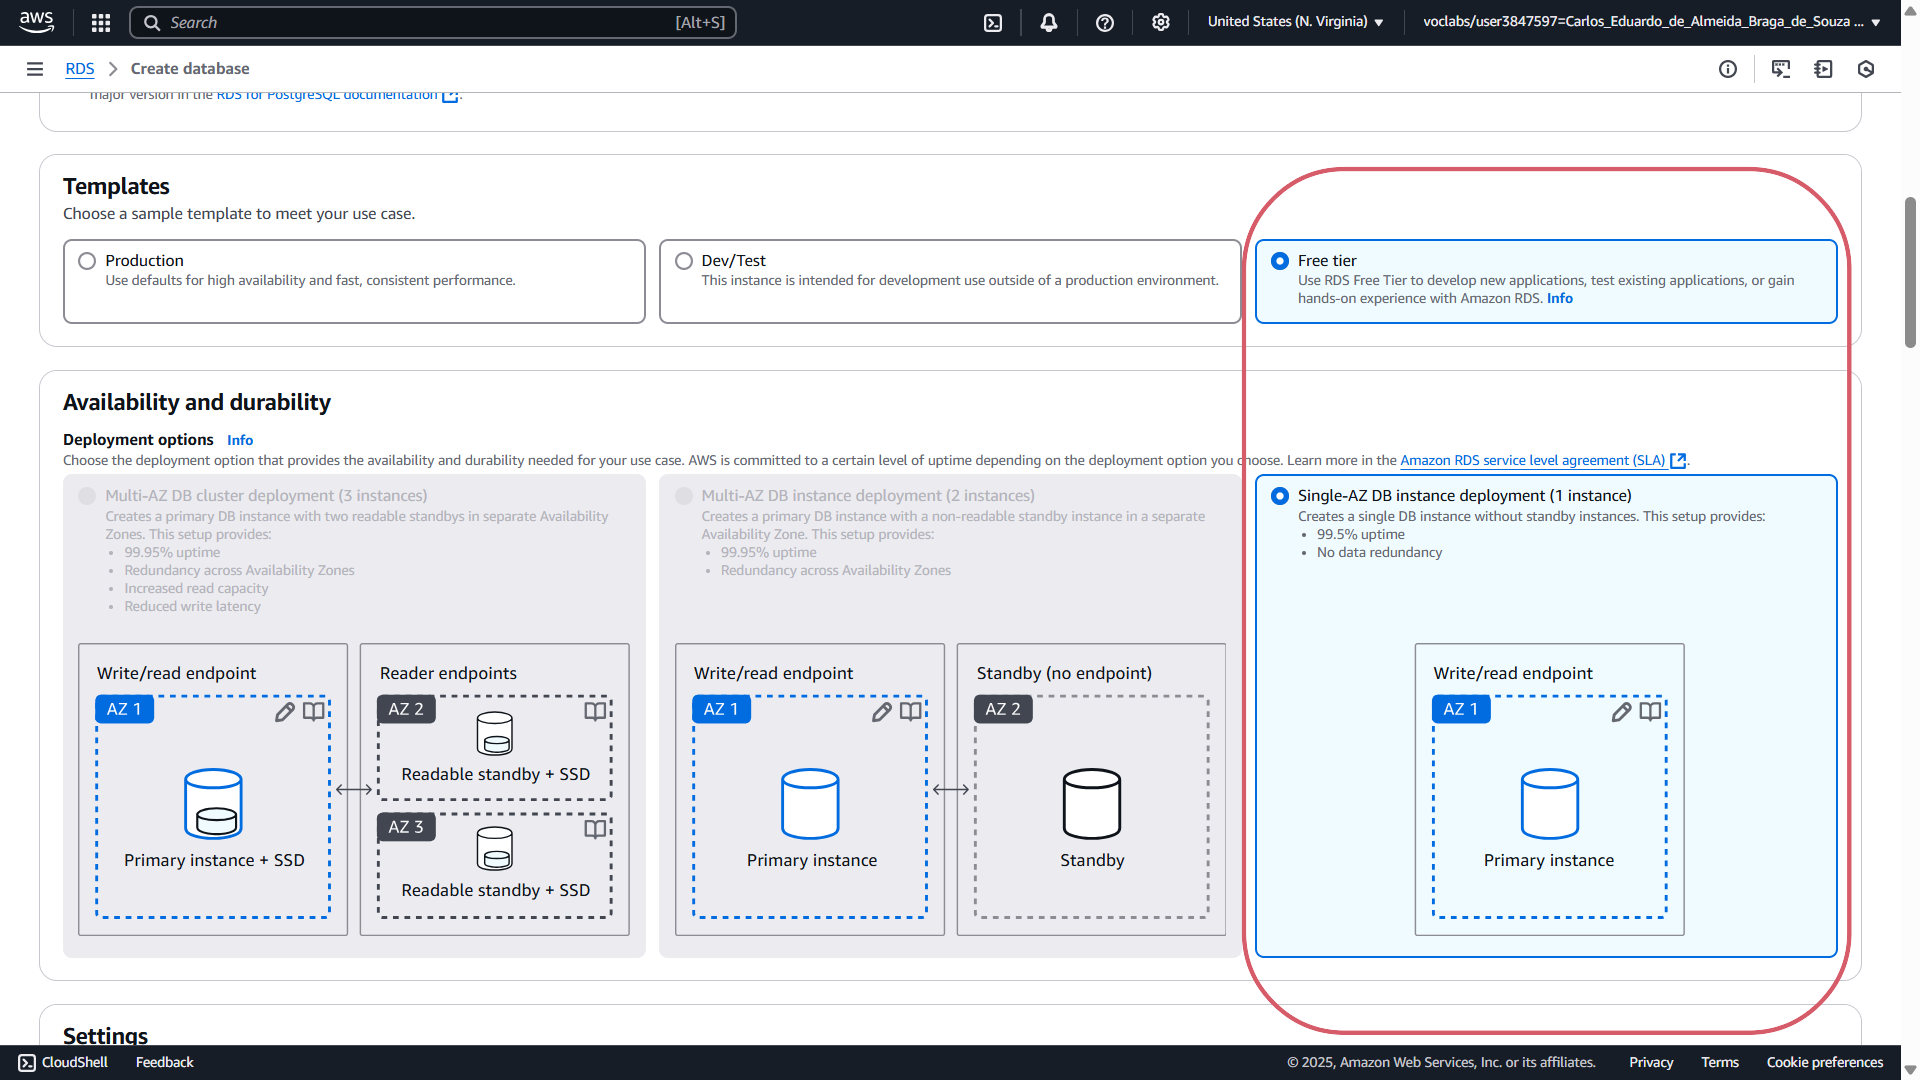 aws
Search
[Alt+S]
United States (N. Virginia)
voclabs/user3847597=Carlos_Eduardo_de_Almeida_Braga_de_Souza ...
RDS
Create database
major version in the RDS for PostgreSQL documentation .
Templates
Choose a sample template to meet your use case.
Production
Use defaults for high availability and fast, consistent performance.
Dev/Test
This instance is intended for development use outside of a production environment.
Free tier
Use RDS Free Tier to develop new applications, test existing applications, or gain
hands-on experience with Amazon RDS. Info
Availability and durability
Deployment options Info
Choose the deployment option that provides the availability and durability needed for your use case. AWS is committed to a certain level of uptime depending on the deployment option you choose. Learn more in the Amazon RDS service level agreement (SLA) .
Multi-AZ DB cluster deployment (3 instances)
Creates a primary DB instance with two readable standbys in separate Availability
Zones. This setup provides:
• 99.95% uptime
• Redundancy across Availability Zones
• Increased read capacity
• Reduced write latency
Write/read endpoint
AZ 1
Primary instance + SSD
Reader endpoints
AZ 2
Readable standby + SSD
AZ 3
Readable standby + SSD
Multi-AZ DB instance deployment (2 instances)
Creates a primary DB instance with a non-readable standby instance in a separate
Availability Zone. This setup provides:
• 99.95% uptime
• Redundancy across Availability Zones
Write/read endpoint
AZ 1
Primary instance
Standby (no endpoint)
AZ 2
Standby
Single-AZ DB instance deployment (1 instance)
Creates a single DB instance without standby instances. This setup provides:
• 99.5% uptime
• No data redundancy
Write/read endpoint
AZ 1
Primary instance
Settings
CloudShell
Feedback
© 2025, Amazon Web Services, Inc. or its affiliates.
Privacy
Terms
Cookie preferences